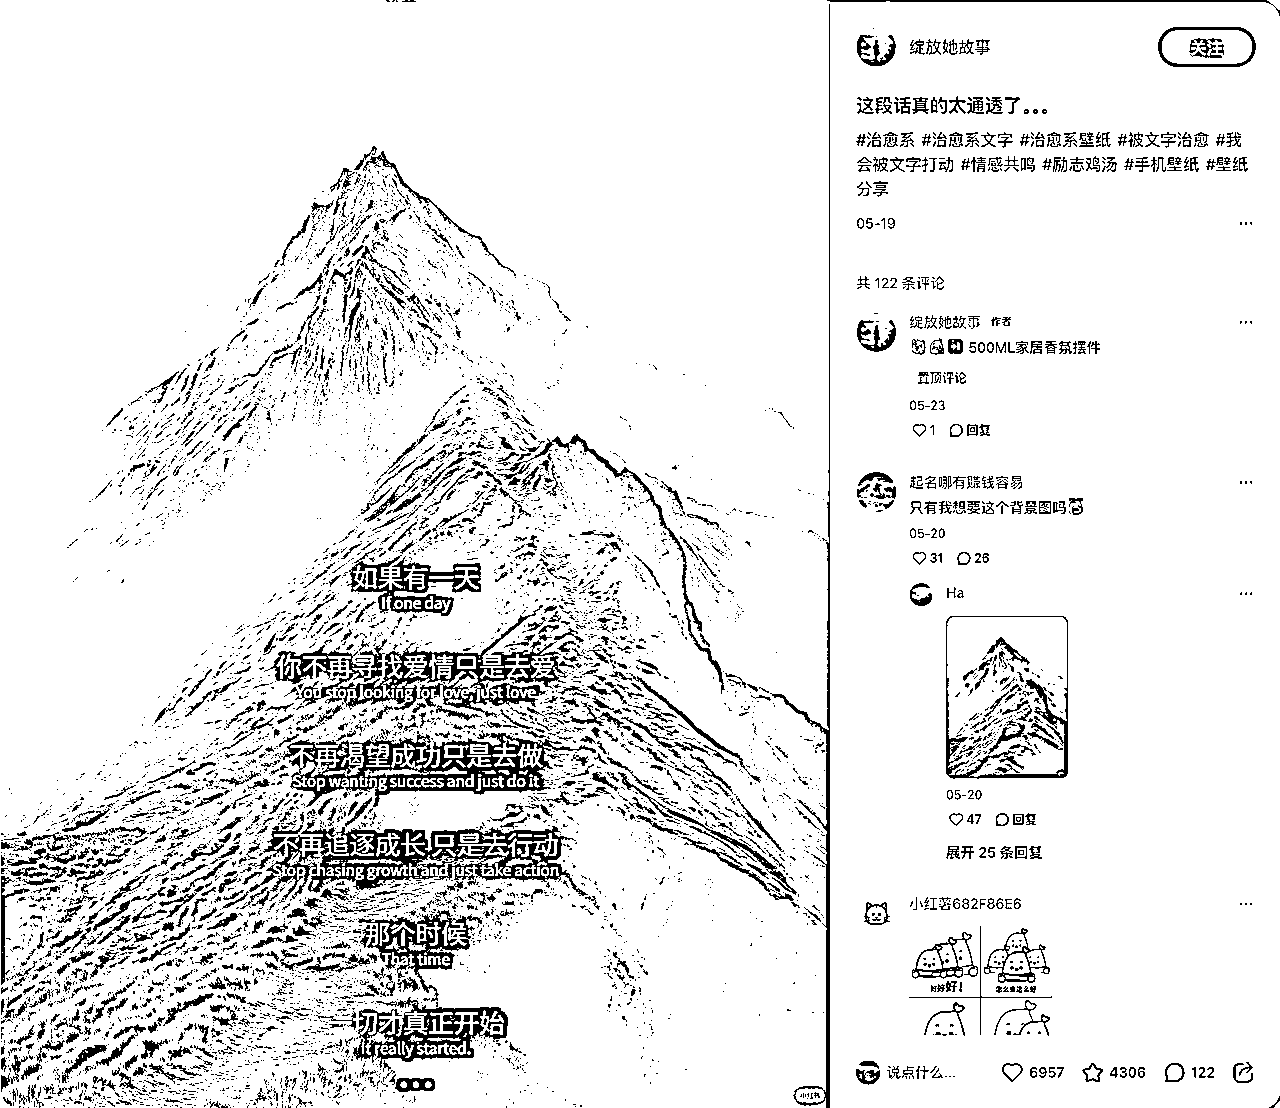 如果有一天
If one day
你不再寻找爱情只是去爱
You stop looking for love, just love
不再渴望成功只是去做
Stop wanting success and just do it
不再追逐成长 只是去行动
Stop chasing growth and just take action
那个时候
That time
切才真正开始
It really started.
小红书
绽放她故事
关注
这段话真的太通透了。。。
#治愈系 #治愈系文字 #治愈系壁纸 #被文字治愈 #我
会被文字打动 #情感共鸣 #励志鸡汤 #手机壁纸 #壁纸
分享
05-19
共 122 条评论
绽放她故事 作者
500ML家居香氛摆件
置顶评论
05-23
1 回复
起名哪有赚钱容易
只有我想要这个背景图吗
05-20
31 26
Ha
05-20
47 回复
展开 25 条回复
小红薯682F86E6
好好好！
怎么会这么好
说点什么...
6957 4306 122